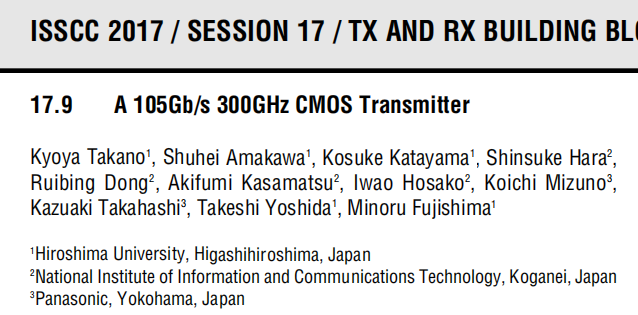 ISSCC 2017 / SESSION 17 / TX AND RX BUILDING
17.9 A 105Gb/s 300GHz CMOS Transmitter
Kyoya Takano¹, Shuhei Amakawa¹, Kosuke Katayama¹, Shinsuke Hara²,
Ruibing Dong², Akifumi Kasamatsu², Iwao Hosako², Koichi Mizuno³,
Kazuaki Takahashi³, Takeshi Yoshida¹, Minoru Fujishima¹
¹Hiroshima University, Higashihiroshima, Japan
²National Institute of Information and Communications Technology, Koganei, Japan
³Panasonic, Yokohama, Japan